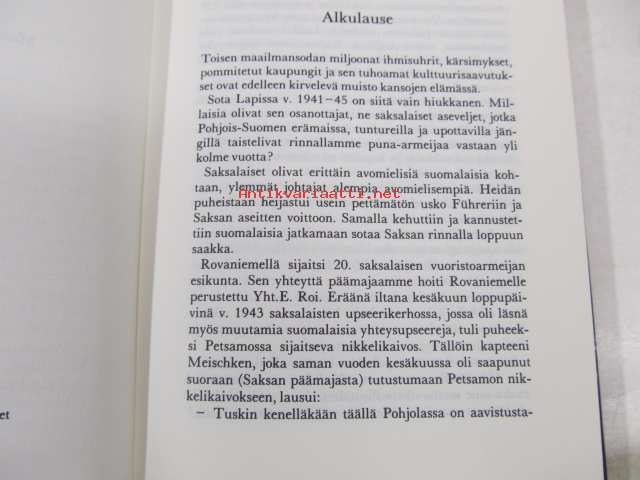 Alkulause
Toisen maailmansodan miljoonat ihmisuhrit, kärsimykset,
pommitetut kaupungit ja sen tuhoamat kulttuurisaavutuk-
set ovat edelleen kirvelevä muisto kansojen elämässä.
Sota Lapissa v. 1941–45 on siitä vain hiukkanen. Mil-
laisia olivat sen osanottajat, ne saksalaiset aseveljet, jotka
Pohjois-Suomen erämaissa, tuntureilla ja upottavilla jän-
gillä taistelivat rinnallamme puna-armeijaa vastaan yli
kolme vuotta?
Saksalaiset olivat erittäin avomielisiä suomalaisia koh-
taan, ylemmät johtajat alempia avomielisempiä. Heidän
Antikvariaatti.net
puheistaan heijastui usein pettämätön usko Führeriin ja
Saksan aseitten voittoon. Samalla kehuttiin ja kannustet-
tiin suomalaisia jatkamaan sotaa Saksan rinnalla loppuun
saakka.
Rovaniemellä sijaitsi 20. saksalaisen vuoristoarmeijan
esikunta. Sen yhteyttä päämajaamme hoiti Rovaniemelle
perustettu Yht.E. Roi. Eräänä iltana kesäkuun loppupäi-
vinä v. 1943 saksalaisten upseerikerhossa, jossa oli läsnä
myös muutamia suomalaisia yhteysupseereja, tuli puheek-
si Petsamossa sijaitseva nikkelikaivos. Tällöin kapteeni
Meischken, joka saman vuoden kesäkuussa oli saapunut
suoraan (Saksan päämajasta) tutustumaan Petsamon nik-
kelikaivokseen, lausui:
– Tuskin kenelläkään täällä Pohjolassa on aavistusta-
et